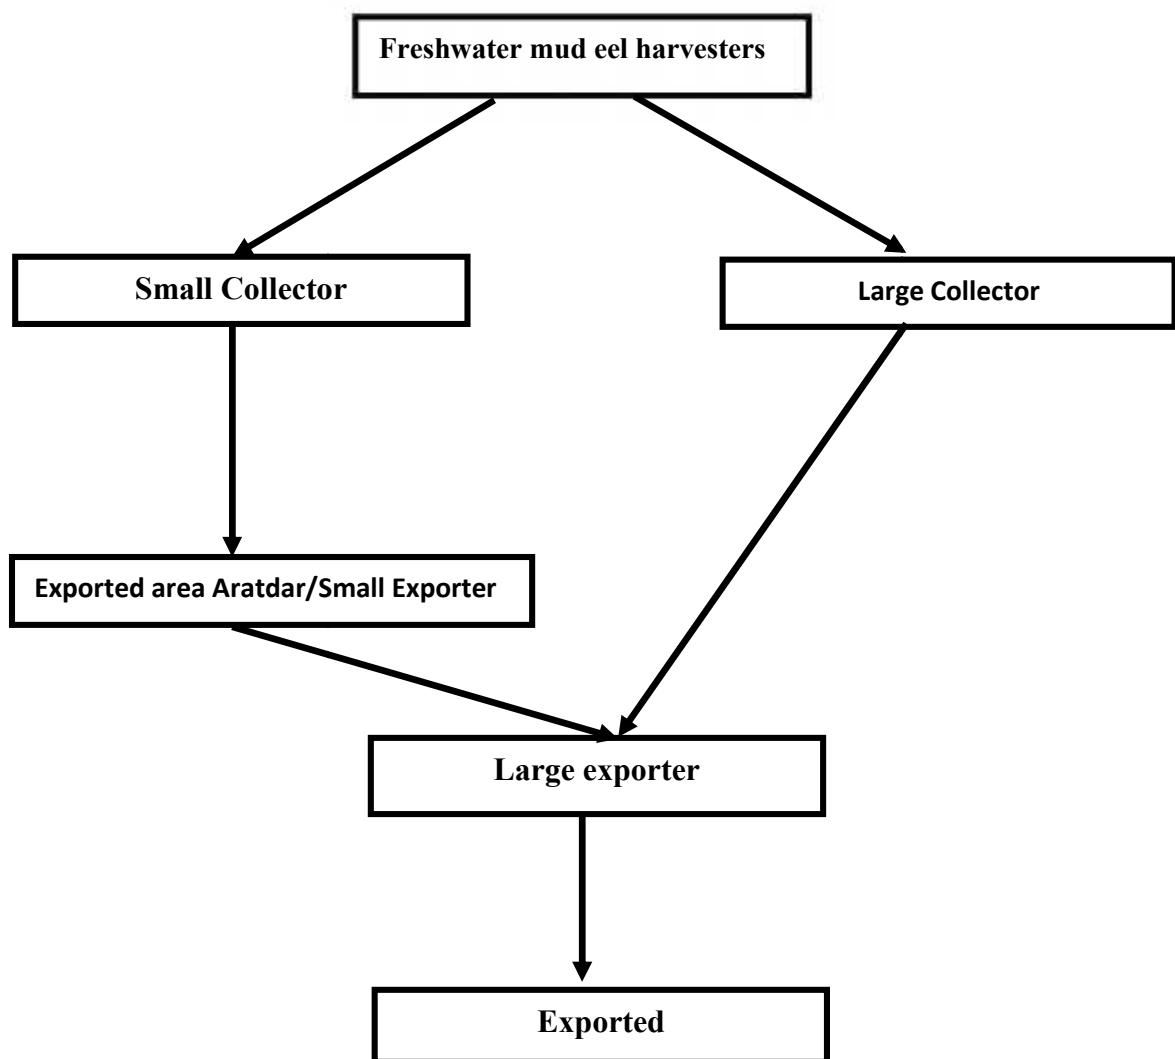 Freshwater mud eel harvesters
Small Collector
Large Collector
Exported area Aratdar/Small Exporter
Large exporter
Exported